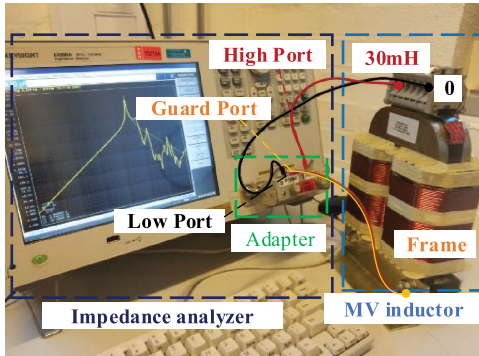 KEYSIGHT
High Port
30mH
0
Guard Port
Low Port
Adapter
Frame
MV inductor
Impedance analyzer